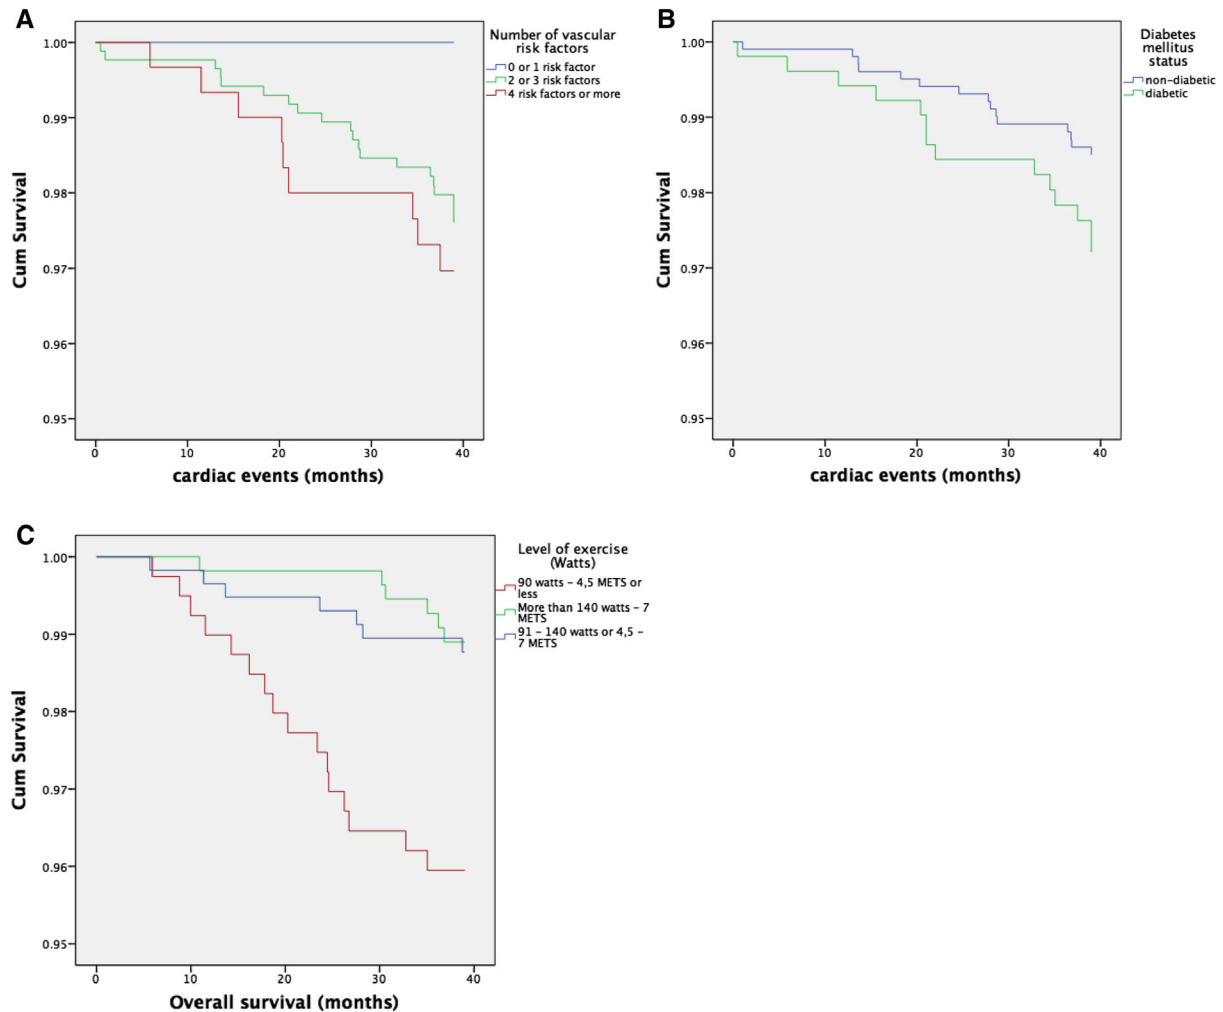 A
Number of vascular
risk factors
0 or 1 risk factor
2 or 3 risk factors
4 risk factors or more
1.00
0.99
0.98
0.97
0.96
0.95
Cum Survival
0 10 20 30 40
cardiac events (months)
B
Diabetes
mellitus
status
non-diabetic
diabetic
1.00
0.99
0.98
0.97
0.96
0.95
Cum Survival
0 10 20 30 40
cardiac events (months)
C
Level of exercise
(Watts)
90 watts - 4,5 METS or
less
More than 140 watts - 7
METS
91 - 140 watts or 4,5 -
7 METS
1.00
0.99
0.98
0.97
0.96
0.95
Cum Survival
0 10 20 30 40
Overall survival (months)